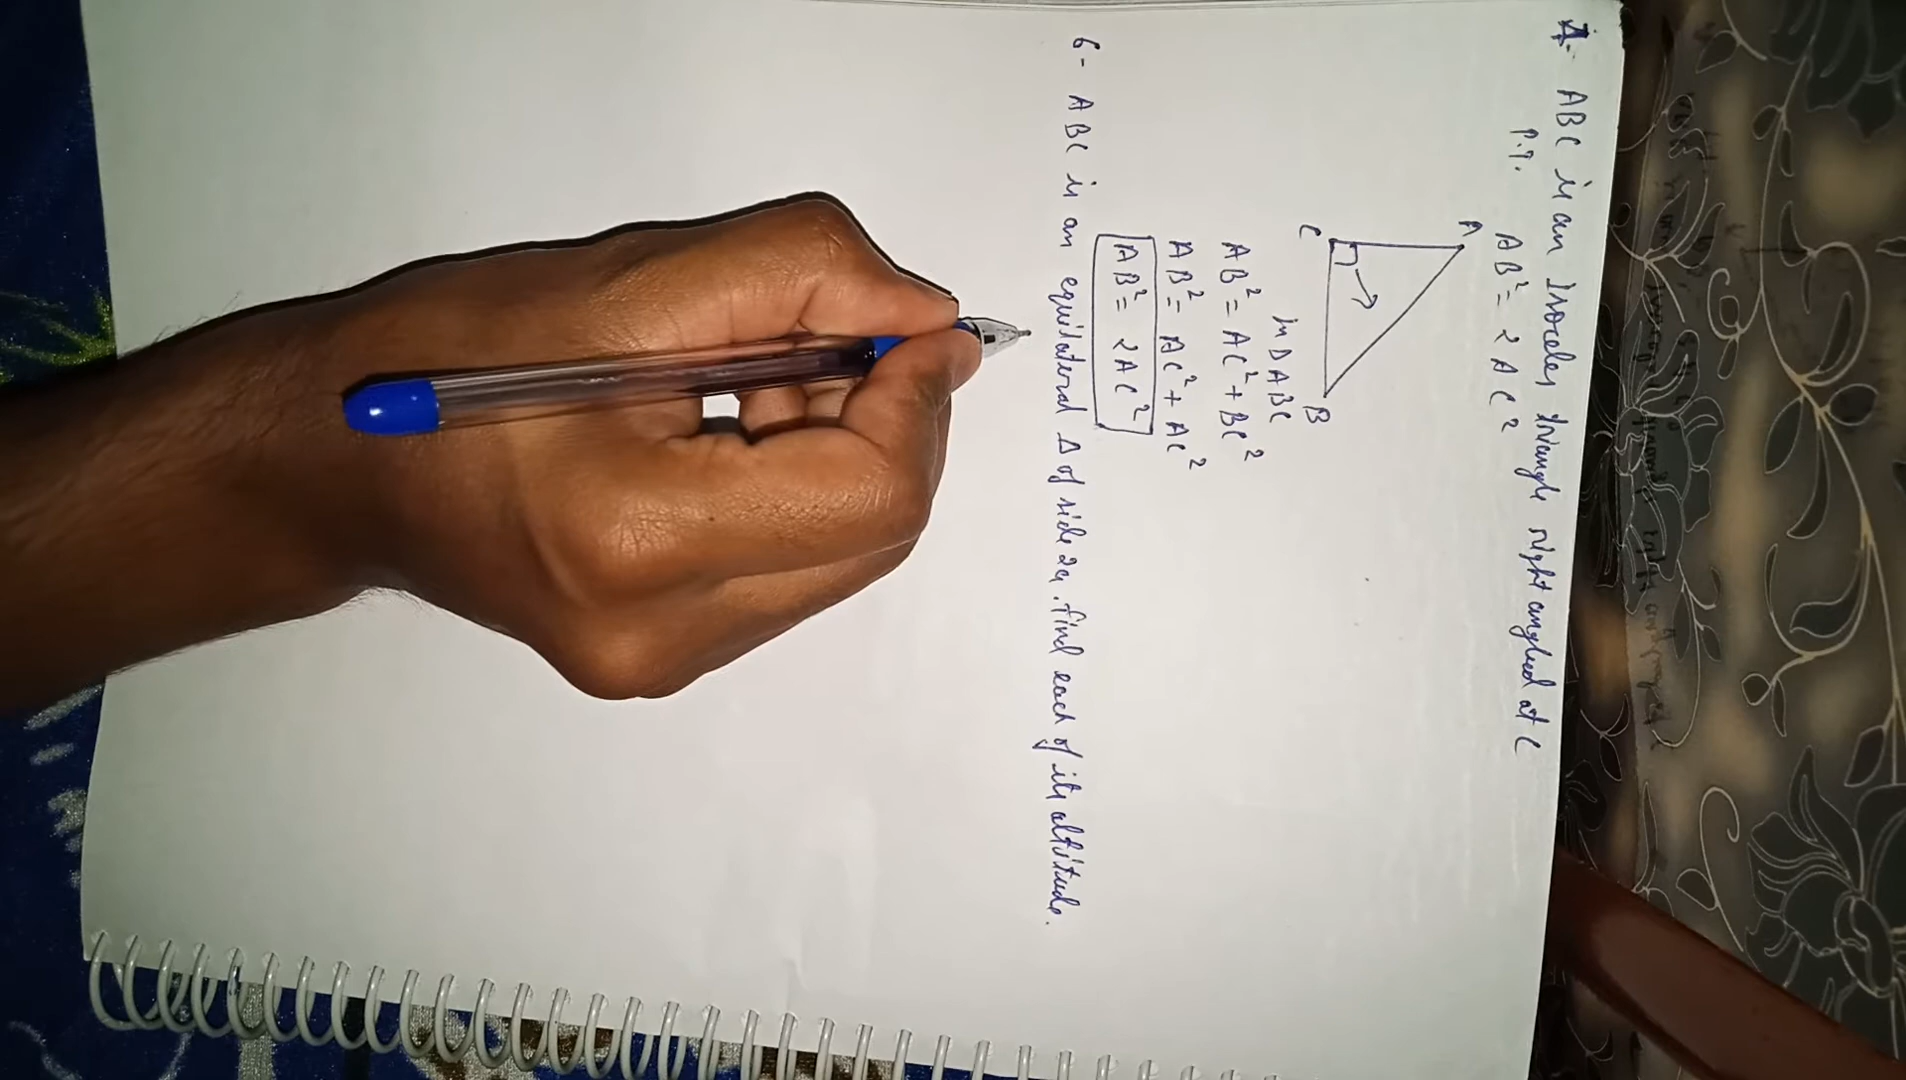 4- ABC is an Isoceles triangle right angled at C
P.T. AB² = 2AC²
A
C
B
In ΔABC
AB² = AC² + BC²
AB² = AC² + AC²
AB² = 2AC²
6- ABC is an equilateral Δ of side 2a. find each of its altitude.